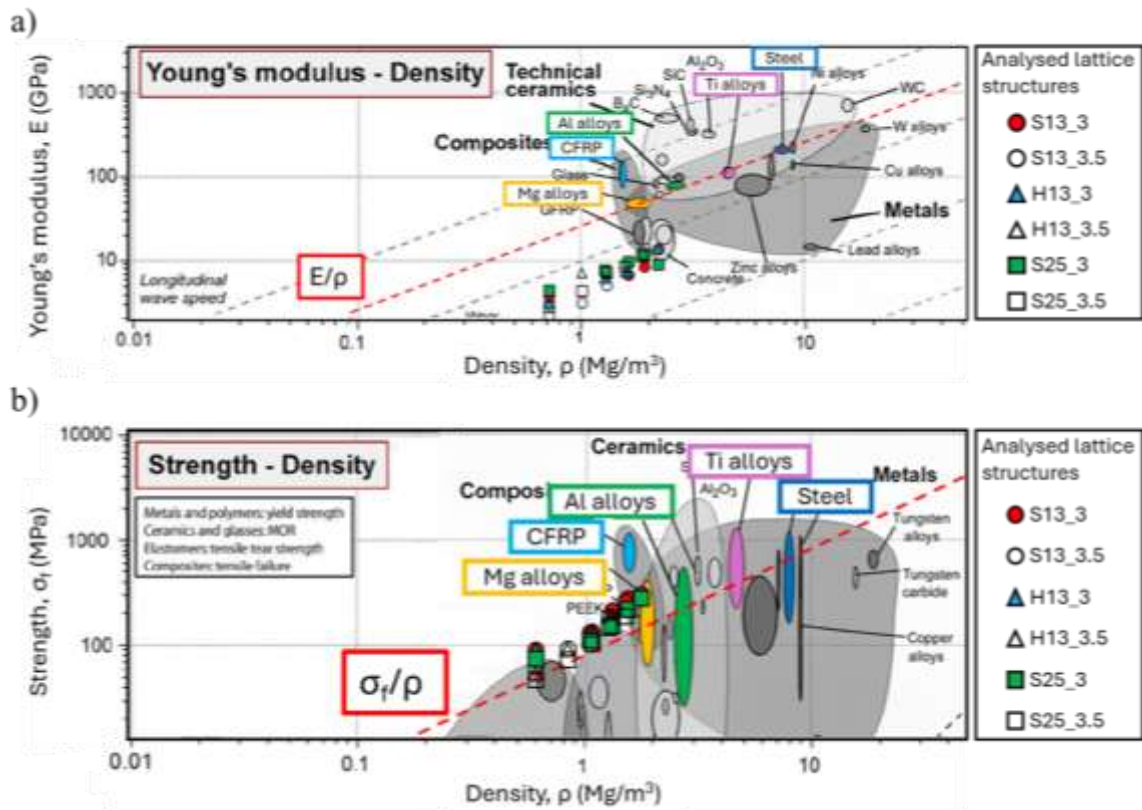 a)
Young's modulus - Density
Young's modulus, E (GPa)
1000
100
10
Technical
ceramics
Composites
Al alloys
CFRP
Glass
Mg alloys
GFRP
B₄C
Si₃N₄
SiC
Al₂O₃
Ti alloys
Steel
Ni alloys
WC
W alloys
Cu alloys
Metals
Lead alloys
Zinc alloys
Concrete
E/ρ
Longitudinal
wave speed
0.01
0.1
1
10
Density, ρ (Mg/m³)
Analysed lattice
structures
S13_3
S13_3.5
H13_3
H13_3.5
S25_3
S25_3.5
b)
Strength - Density
Metals and polymers: yield strength
Ceramics and glasses: MOR
Elastomers: tensile tear strength
Composites: tensile failure
Strength, σf (MPa)
10000
1000
100
Ceramics
Ti alloys
Metals
Al₂O₃
Al alloys
Steel
CFRP
Mg alloys
PEEK
Tungsten
alloys
Tungsten
carbide
Copper
alloys
σf/ρ
0.01
0.1
1
10
Density, ρ (Mg/m³)
Analysed lattice
structures
S13_3
S13_3.5
H13_3
H13_3.5
S25_3
S25_3.5